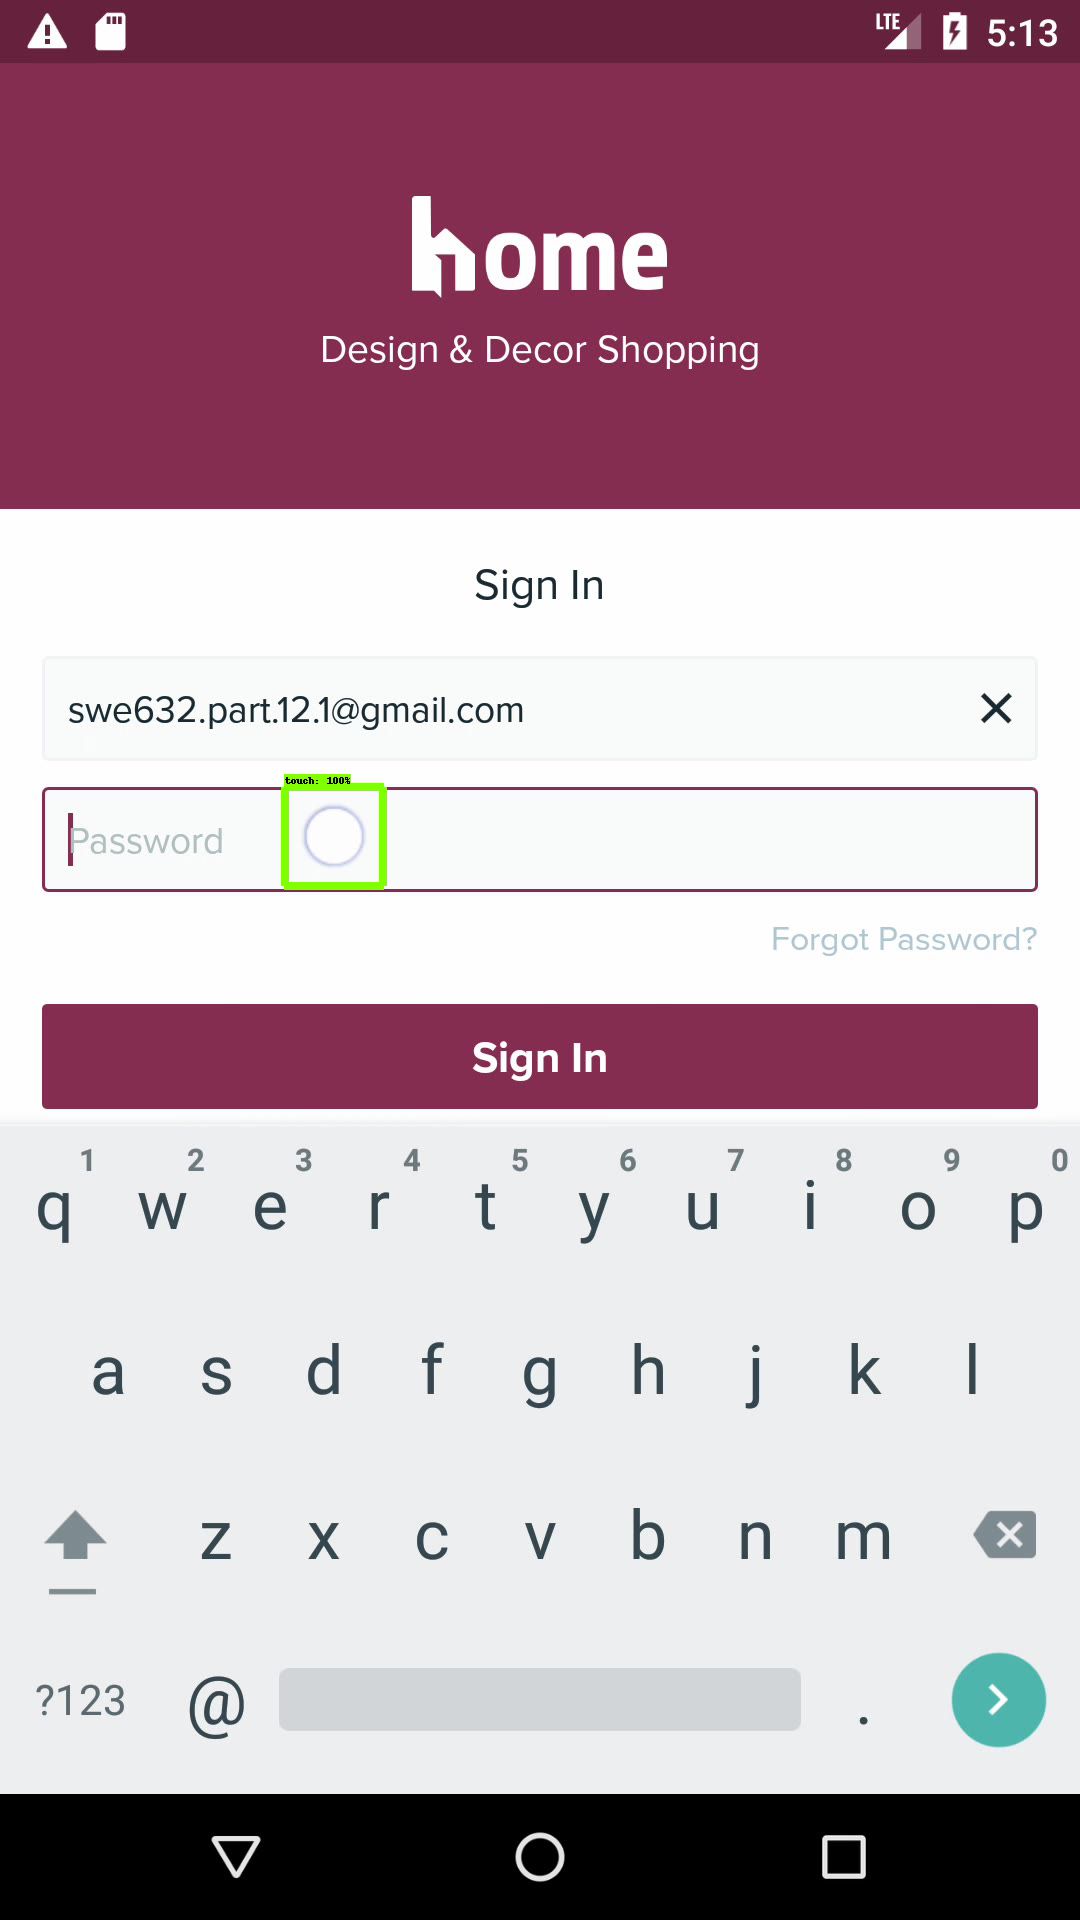 LTE 5:13
home
Design & Decor Shopping
Sign In
swe632.part.12.1@gmail.com
touch: 100%
Password
Forgot Password?
Sign In
1 2 3 4 5 6 7 8 9 0
q w e r t y u i o p
a s d f g h j k l
z x c v b n m
?123 @ .